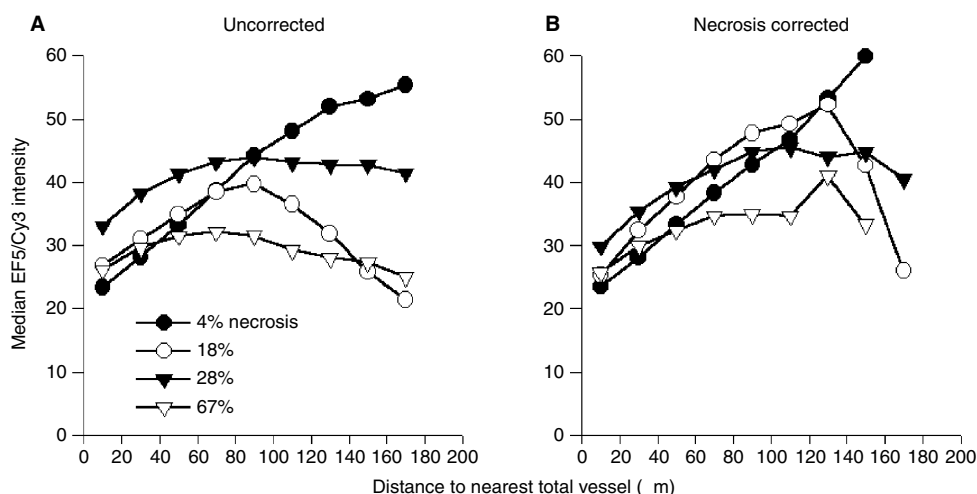 A Uncorrected
B Necrosis corrected
Median EF5/Cy3 intensity
60
50
40
30
20
10
0
4% necrosis
18%
28%
67%
0 20 40 60 80 100 120 140 160 180 200
60
50
40
30
20
10
0
0 20 40 60 80 100 120 140 160 180 200
Distance to nearest total vessel ( m)